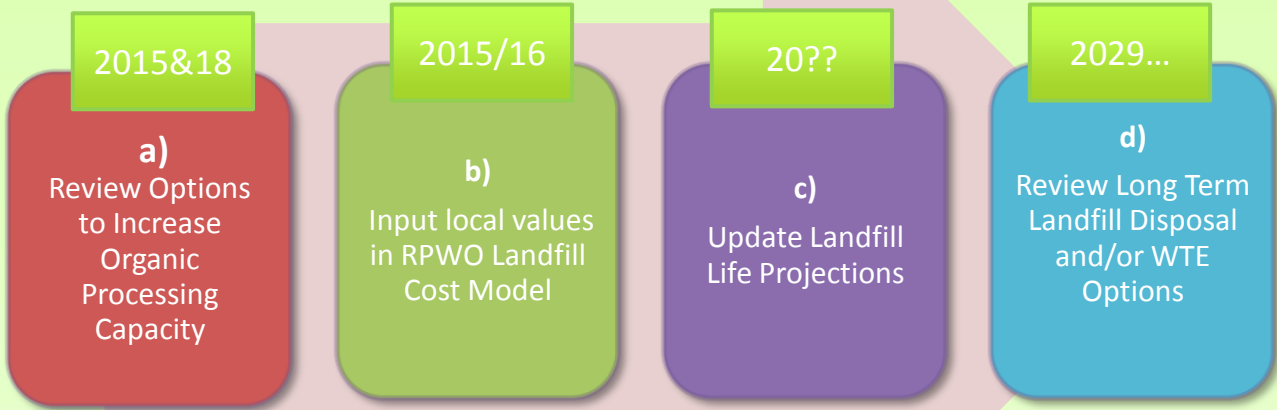 2015&18
a)
Review Options
to Increase
Organic
Processing
Capacity
2015/16
b)
Input local values
in RPWO Landfill
Cost Model
20??
c)
Update Landfill
Life Projections
2029...
d)
Review Long Term
Landfill Disposal
and/or WTE
Options